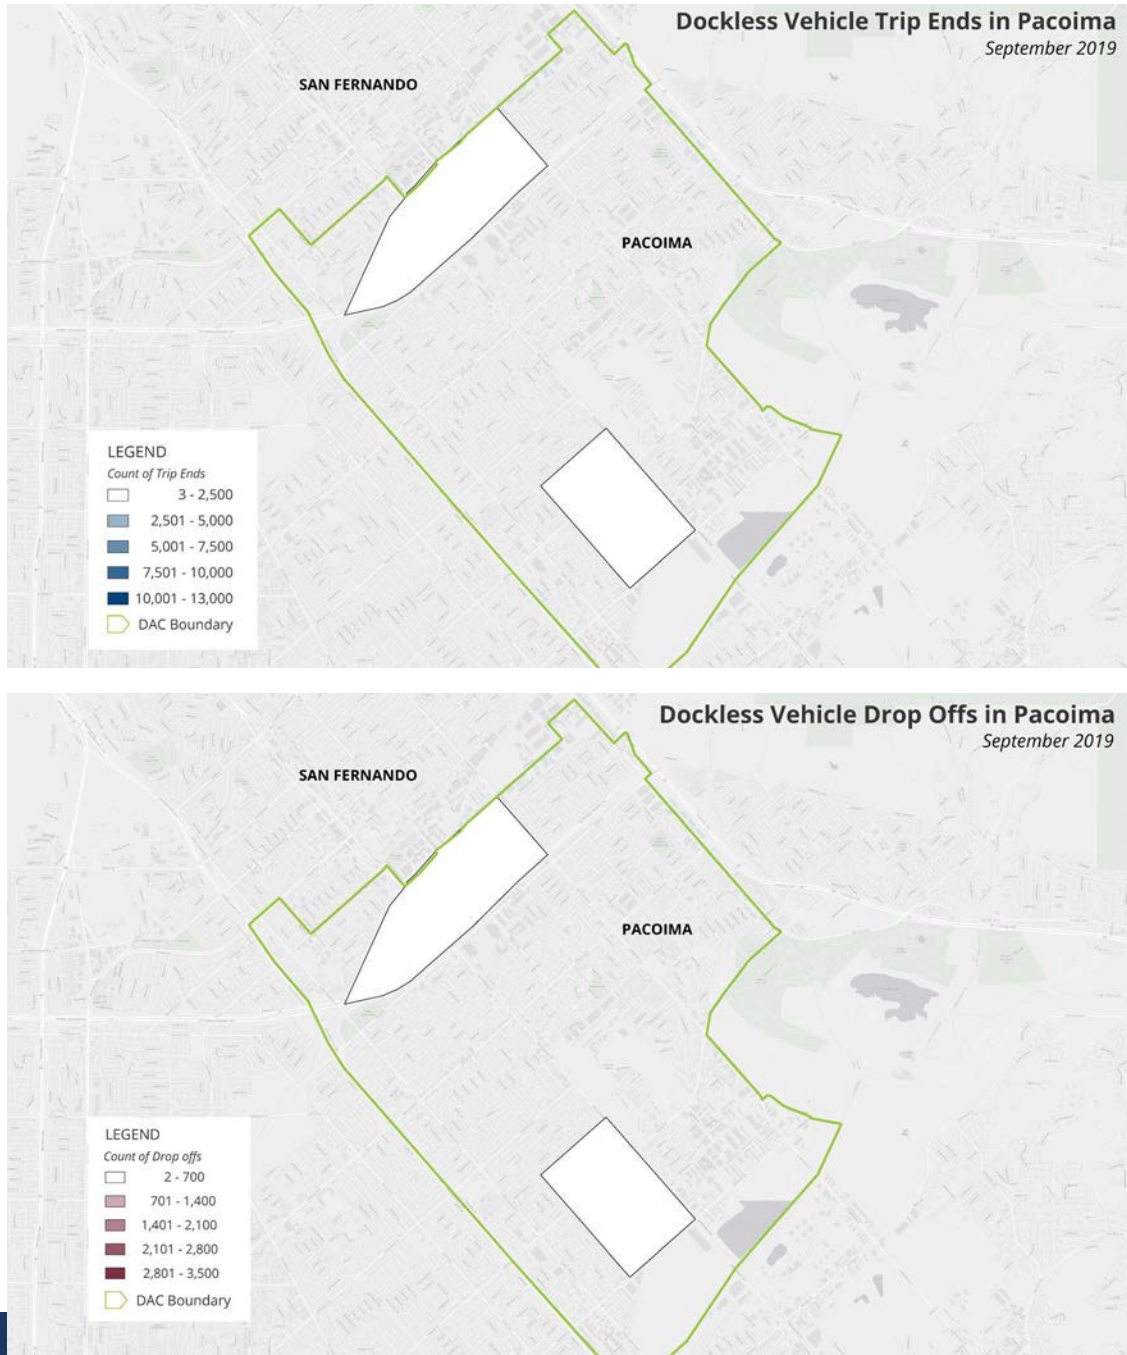 Dockless Vehicle Trip Ends in Pacoima
September 2019
SAN FERNANDO
PACOIMA
LEGEND
Count of Trip Ends
3 - 2,500
2,501 - 5,000
5,001 - 7,500
7,501 - 10,000
10,001 - 13,000
DAC Boundary
Dockless Vehicle Drop Offs in Pacoima
September 2019
SAN FERNANDO
PACOIMA
LEGEND
Count of Drop offs
2 - 700
701 - 1,400
1,401 - 2,100
2,101 - 2,800
2,801 - 3,500
DAC Boundary